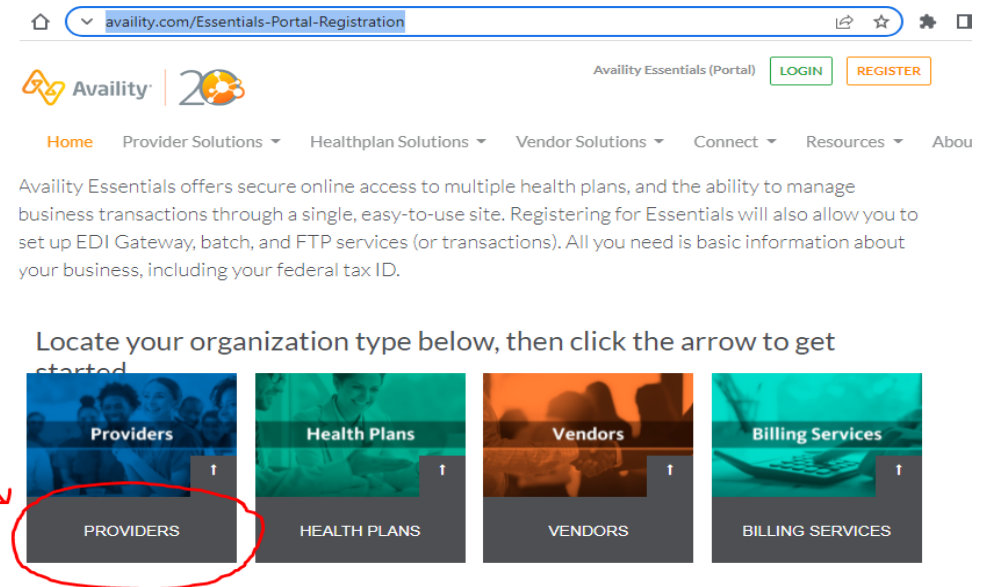 availity.com/Essentials-Portal-Registration
Availity 20
Availity Essentials (Portal) LOGIN REGISTER
Home Provider Solutions Healthplan Solutions Vendor Solutions Connect Resources Abou
Availity Essentials offers secure online access to multiple health plans, and the ability to manage
business transactions through a single, easy-to-use site. Registering for Essentials will also allow you to
set up EDI Gateway, batch, and FTP services (or transactions). All you need is basic information about
your business, including your federal tax ID.
Locate your organization type below, then click the arrow to get
started
Providers Health Plans Vendors Billing Services
PROVIDERS HEALTH PLANS VENDORS BILLING SERVICES